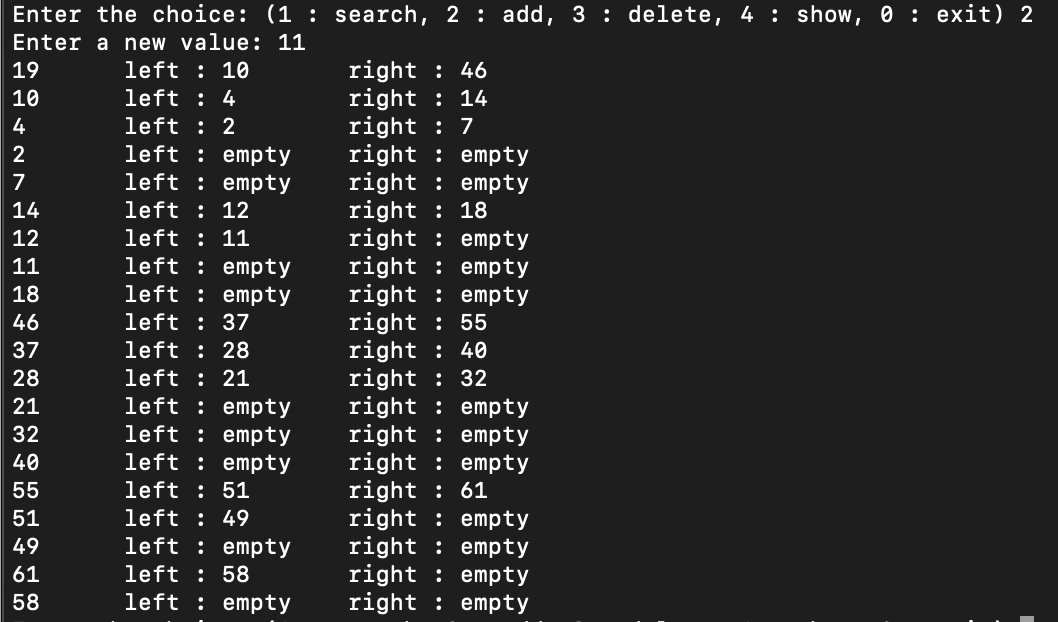 Enter the choice: (1 : search, 2 : add, 3 : delete, 4 : show, 0 : exit) 2
Enter a new value: 11
19 left : 10 right : 46
10 left : 4 right : 14
4 left : 2 right : 7
2 left : empty right : empty
7 left : empty right : empty
14 left : 12 right : 18
12 left : 11 right : empty
11 left : empty right : empty
18 left : empty right : empty
46 left : 37 right : 55
37 left : 28 right : 40
28 left : 21 right : 32
21 left : empty right : empty
32 left : empty right : empty
40 left : empty right : empty
55 left : 51 right : 61
51 left : 49 right : empty
49 left : empty right : empty
61 left : 58 right : empty
58 left : empty right : empty